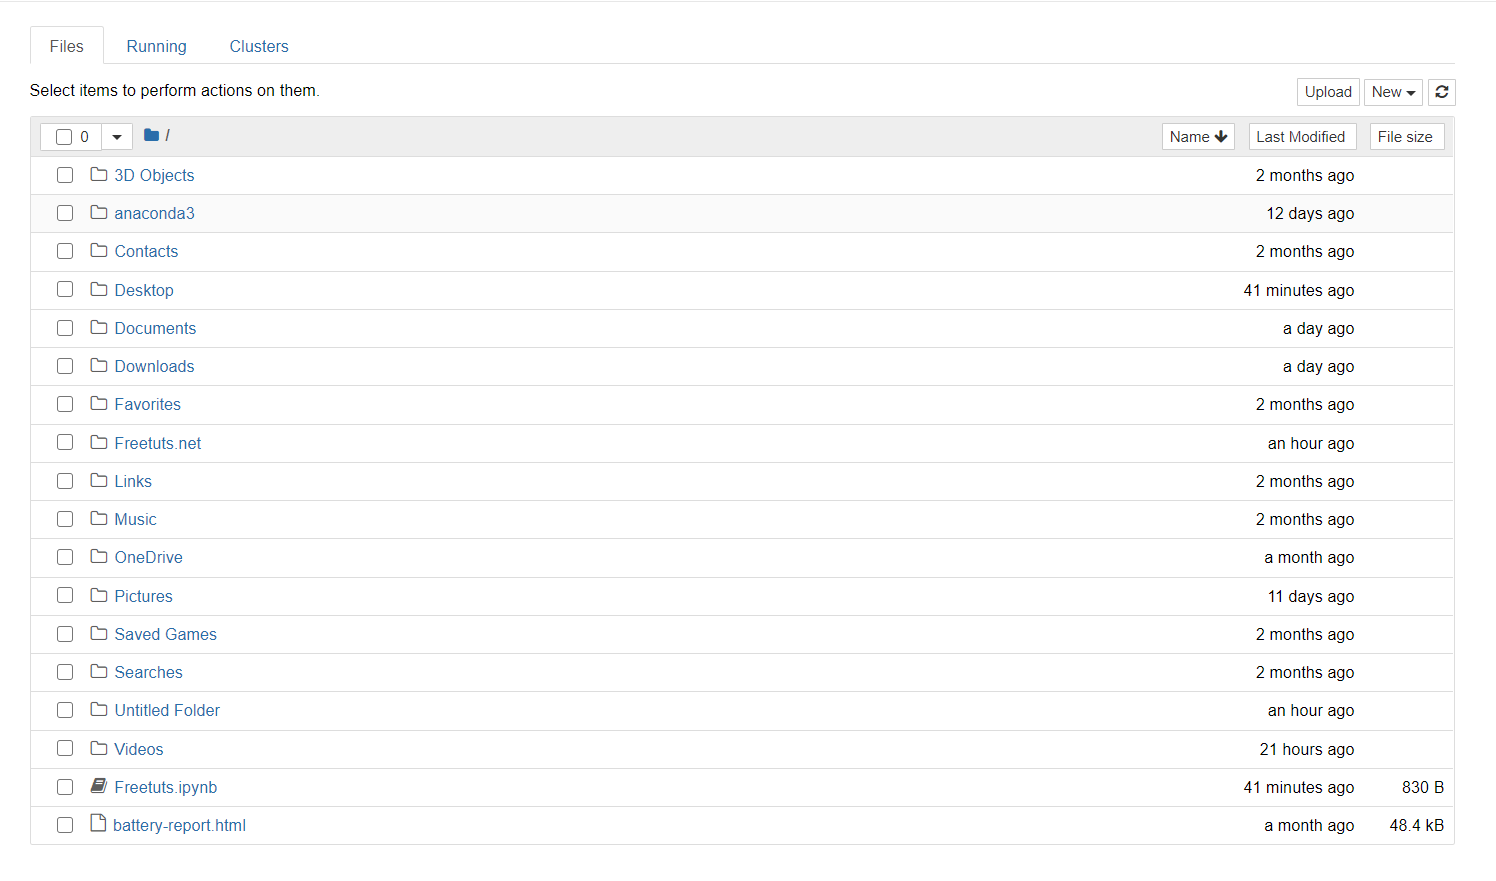 Files Running Clusters
Select items to perform actions on them. Upload New
0 / Name Last Modified File size
3D Objects 2 months ago
anaconda3 12 days ago
Contacts 2 months ago
Desktop 41 minutes ago
Documents a day ago
Downloads a day ago
Favorites 2 months ago
Freetuts.net an hour ago
Links 2 months ago
Music 2 months ago
OneDrive a month ago
Pictures 11 days ago
Saved Games 2 months ago
Searches 2 months ago
Untitled Folder an hour ago
Videos 21 hours ago
Freetuts.ipynb 41 minutes ago 830 B
battery-report.html a month ago 48.4 kB